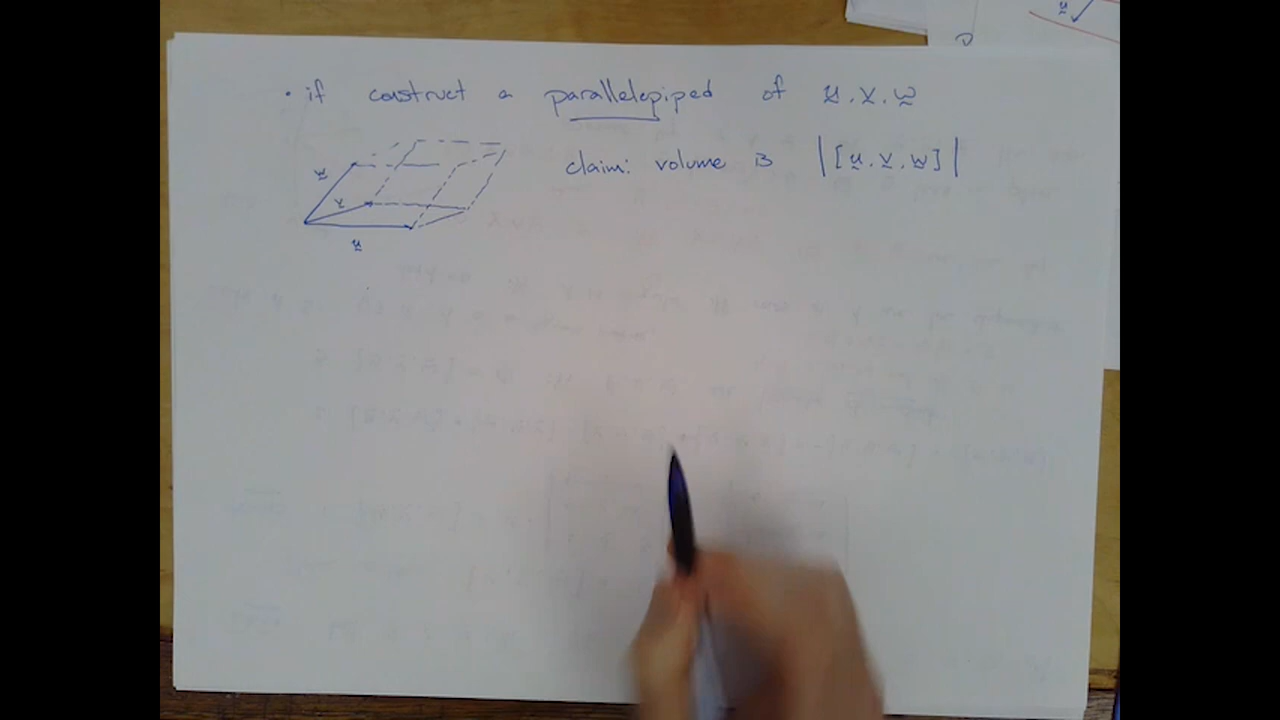 • if construct a parallelepiped of u, v, w
claim: volume is |[u, v, w]|
w
v
u
u